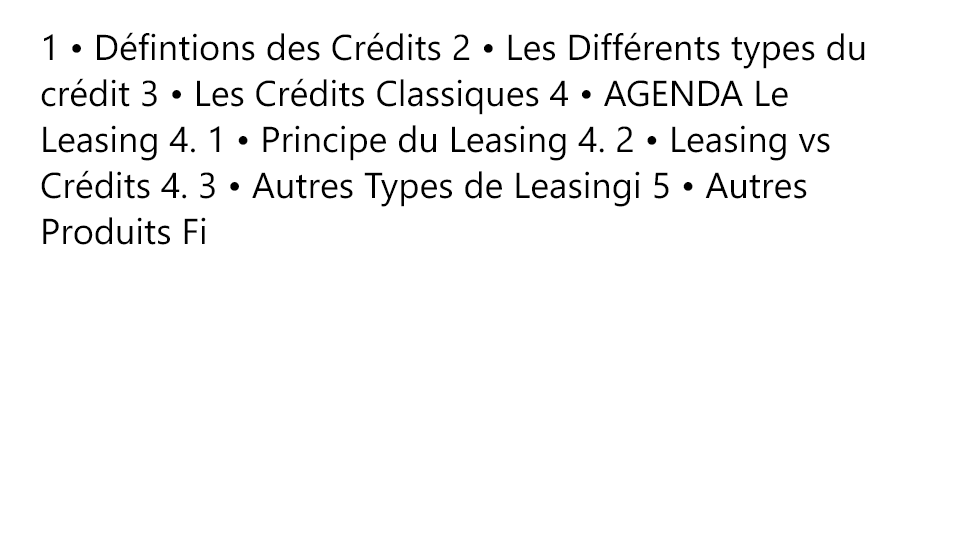 1 • Défintions des Crédits 2 • Les Différents types du
crédit 3 • Les Crédits Classiques 4 • AGENDA Le
Leasing 4. 1 • Principe du Leasing 4. 2 • Leasing vs
Crédits 4. 3 • Autres Types de Leasingi 5 • Autres
Produits Fi